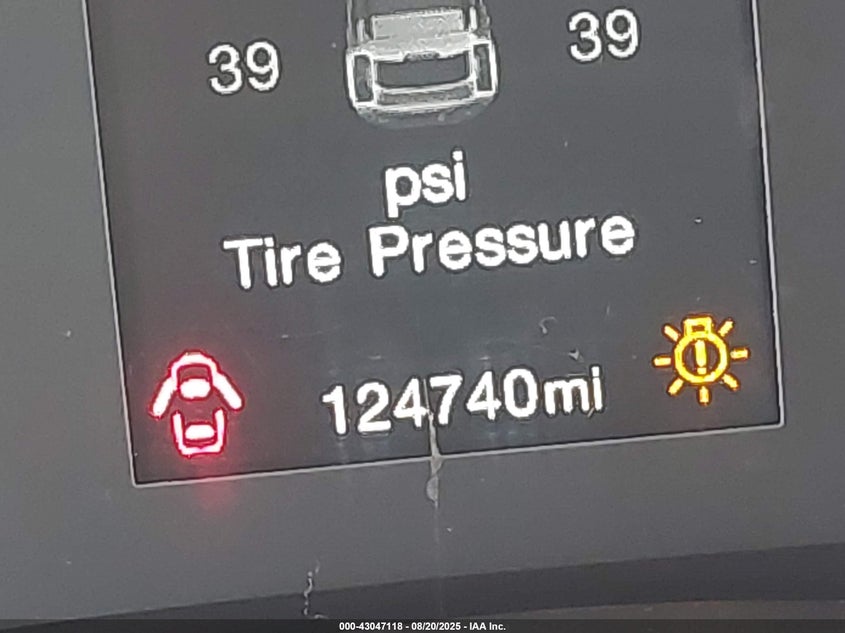 39 39
psi
Tire Pressure
124740mi
000-43047118 - 08/20/2025 - IAA Inc.